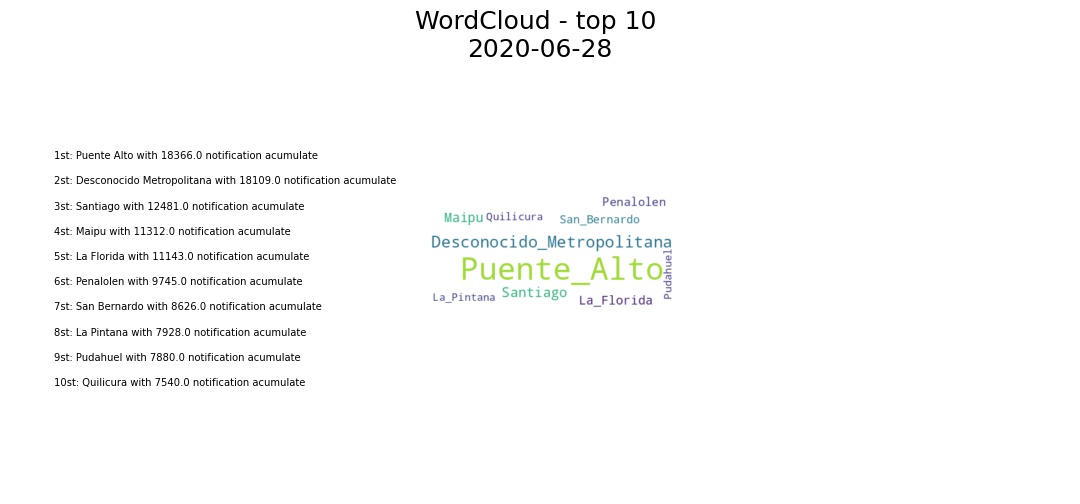 WordCloud - top 10
2020-06-28
1st: Puente Alto with 18366.0 notification acumulate
2st: Desconocido Metropolitana with 18109.0 notification acumulate
3st: Santiago with 12481.0 notification acumulate
4st: Maipu with 11312.0 notification acumulate
5st: La Florida with 11143.0 notification acumulate
6st: Penalolen with 9745.0 notification acumulate
7st: San Bernardo with 8626.0 notification acumulate
8st: La Pintana with 7928.0 notification acumulate
9st: Pudahuel with 7880.0 notification acumulate
10st: Quilicura with 7540.0 notification acumulate
Penalolen
Maipu Quilicura San_Bernardo
Desconocido_Metropolitana
Puente_Alto
Pudahuel
La_Pintana Santiago La_Florida